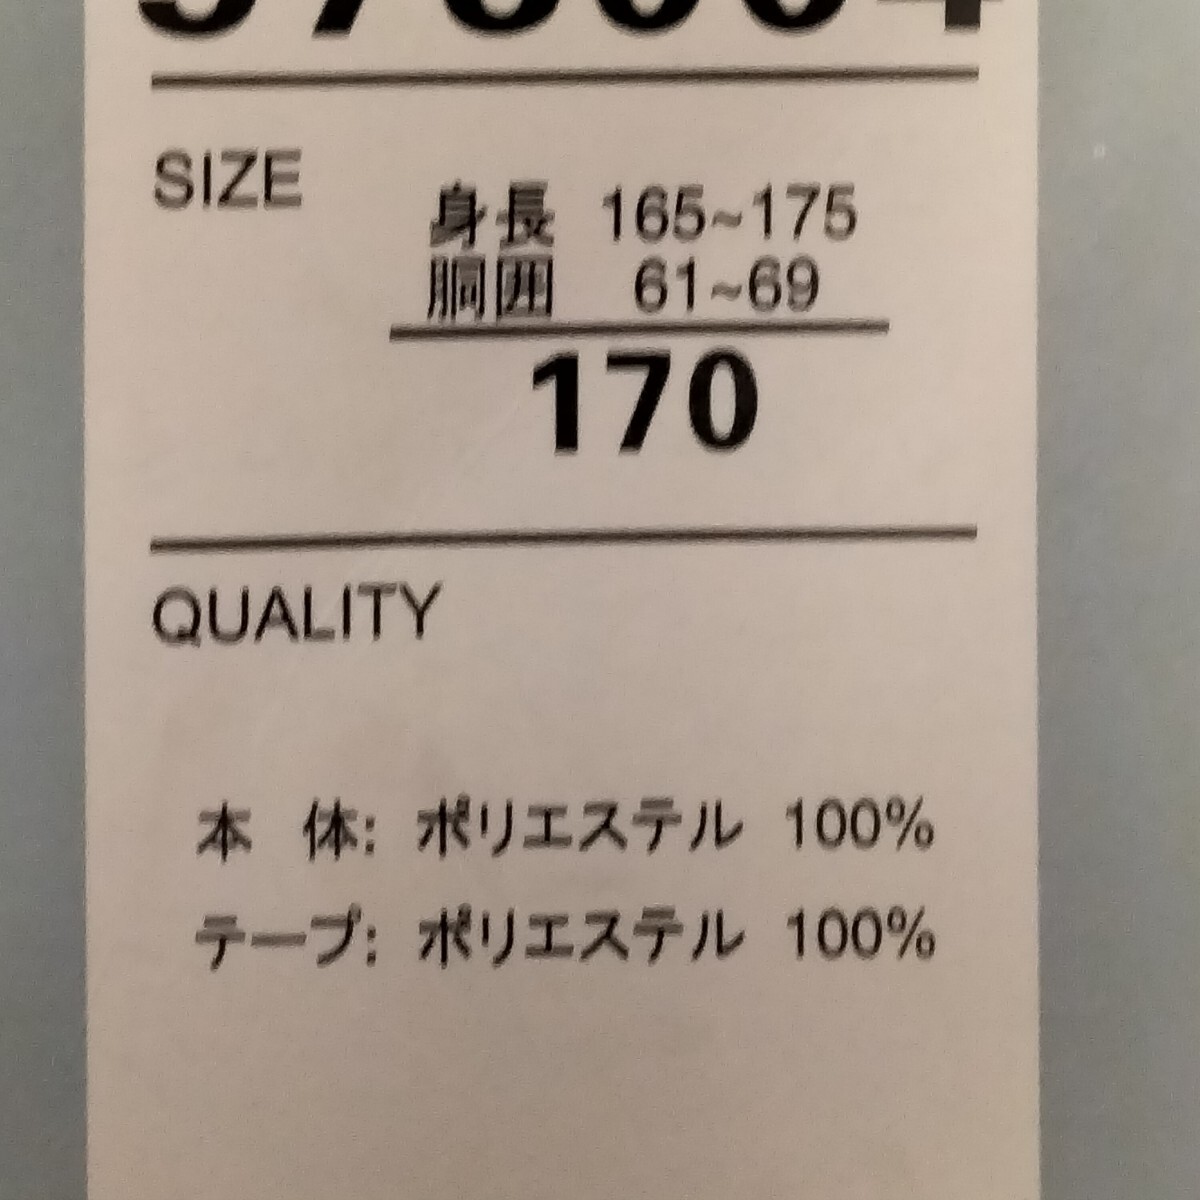 SIZE
身長 165~175
胴囲 61~69
170
QUALITY
本 体: ポリエステル 100%
テープ: ポリエステル 100%